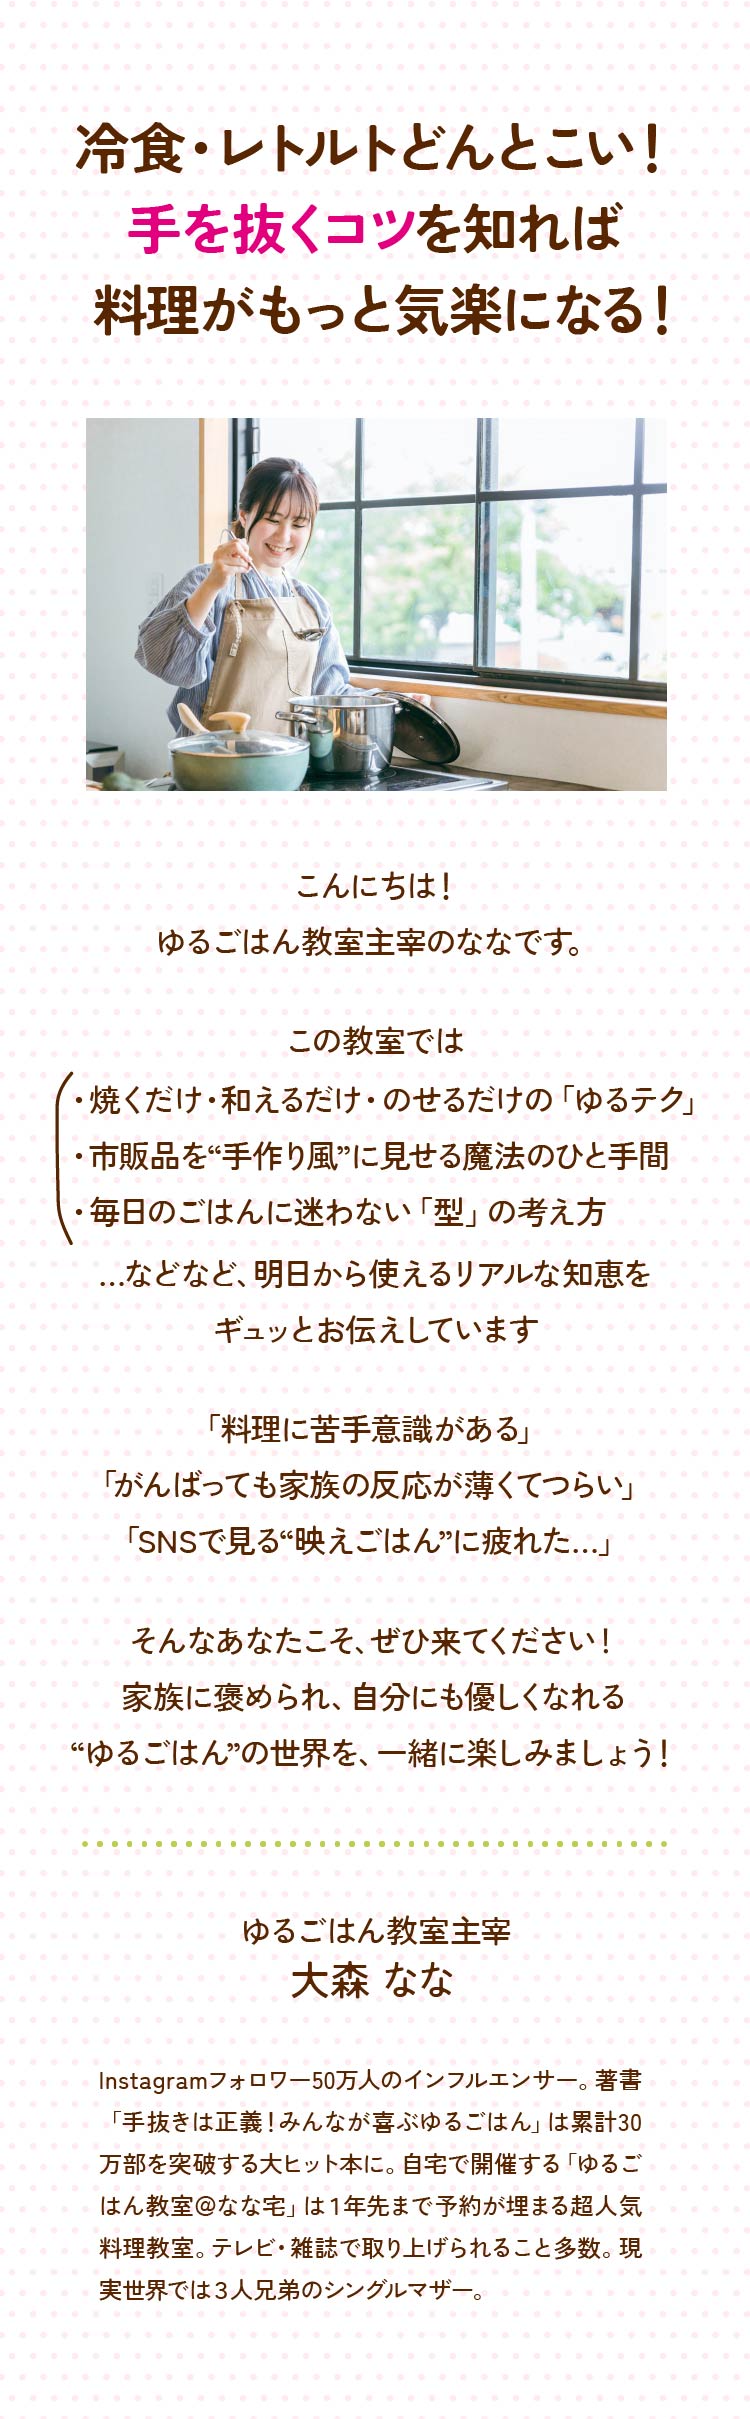 冷食・レトルトどんとこい！
手を抜くコツを知れば
料理がもっと気楽になる！
こんにちは！
ゆるごはん教室主宰のななです。
この教室では
・焼くだけ・和えるだけ・のせるだけの「ゆるテク」
・市販品を“手作り風”に見せる魔法のひと手間
・毎日のごはんに迷わない「型」の考え方
…などなど、明日から使えるリアルな知恵を
ギュッとお伝えしています
「料理に苦手意識がある」
「がんばっても家族の反応が薄くてつらい」
「SNSで見る“映えごはん”に疲れた…」
そんなあなたこそ、ぜひ来てください！
家族に褒められ、自分にも優しくなれる
“ゆるごはん”の世界を、一緒に楽しみましょう！
ゆるごはん教室主宰
大森 なな
Instagramフォロワー50万人のインフルエンサー。著書
「手抜きは正義！みんなが喜ぶゆるごはん」は累計30
万部を突破する大ヒット本に。自宅で開催する「ゆるご
はん教室＠なな宅」は１年先まで予約が埋まる超人気
料理教室。テレビ・雑誌で取り上げられること多数。現
実世界では３人兄弟のシングルマザー。